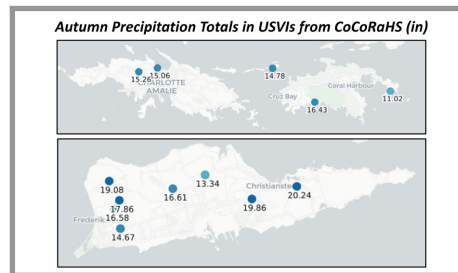 Autumn Precipitation Totals in USVIs from CoCoRaHS (in)
15.26 15.06
CHARLOTTE
AMALIE
14.78
Coral Harbour
Cruz Bay
11.02
16.43
19.08
13.34
16.61
Christiansted
20.24
17.86
19.86
Frederik
16.58
14.67